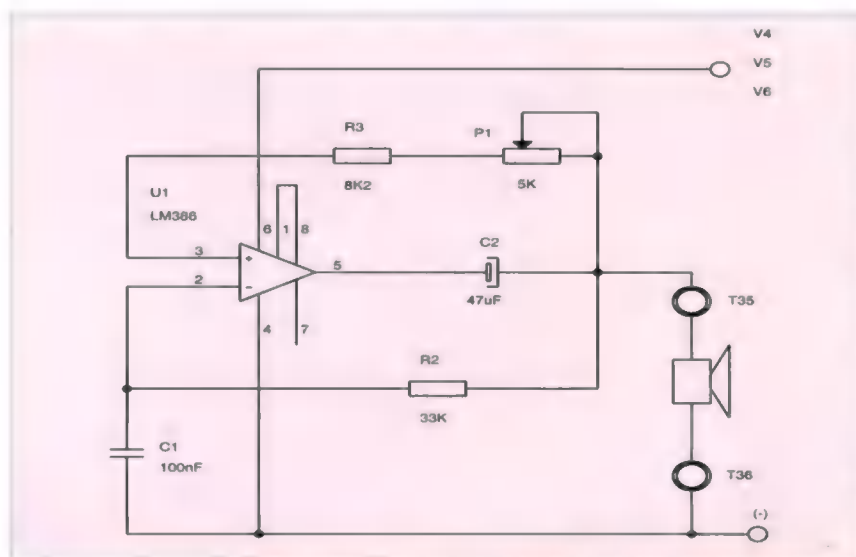 V4
V5
V6
R3
P1
8K2
5K
U1
LM386
6 1 8
3
2
5
C2
47uF
4
7
T35
R2
33K
C1
100nF
T36
(-)
+
-